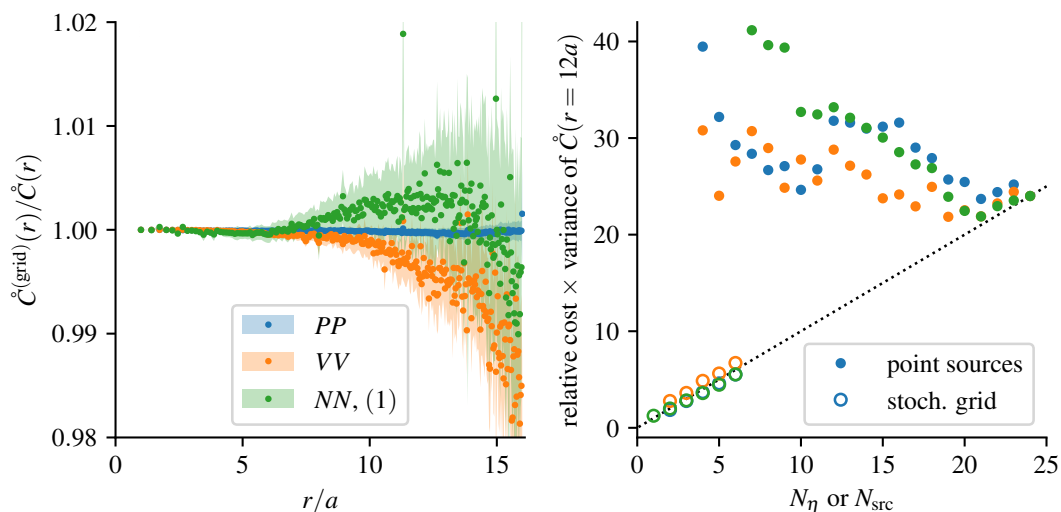 1.02
1.01
1.00
0.99
0.98
C̊^(grid)(r)/C̊(r)
PP
VV
NN, (1)
0
5
10
15
r/a
relative cost × variance of C̊(r = 12a)
40
30
20
10
0
point sources
stoch. grid
0
5
10
15
20
25
N_η or N_src